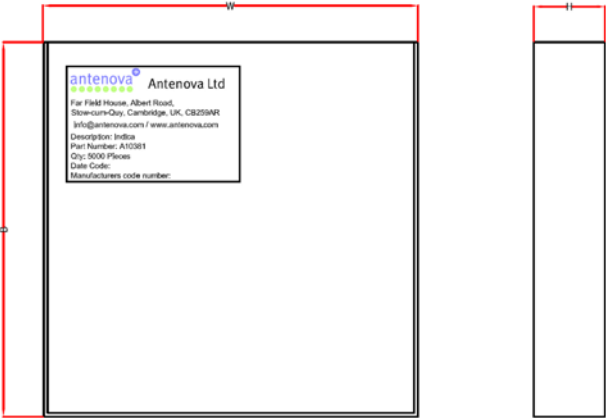 W
H
antenova®
Antenova Ltd
Far Field House, Albert Road,
Stow-cum-Quy, Cambridge, UK, CB259AR
info@antenova.com / www.antenova.com
Description: Indica
Part Number: A10381
Qty: 5000 Pieces
Date Code:
Manufacturers code number:
D